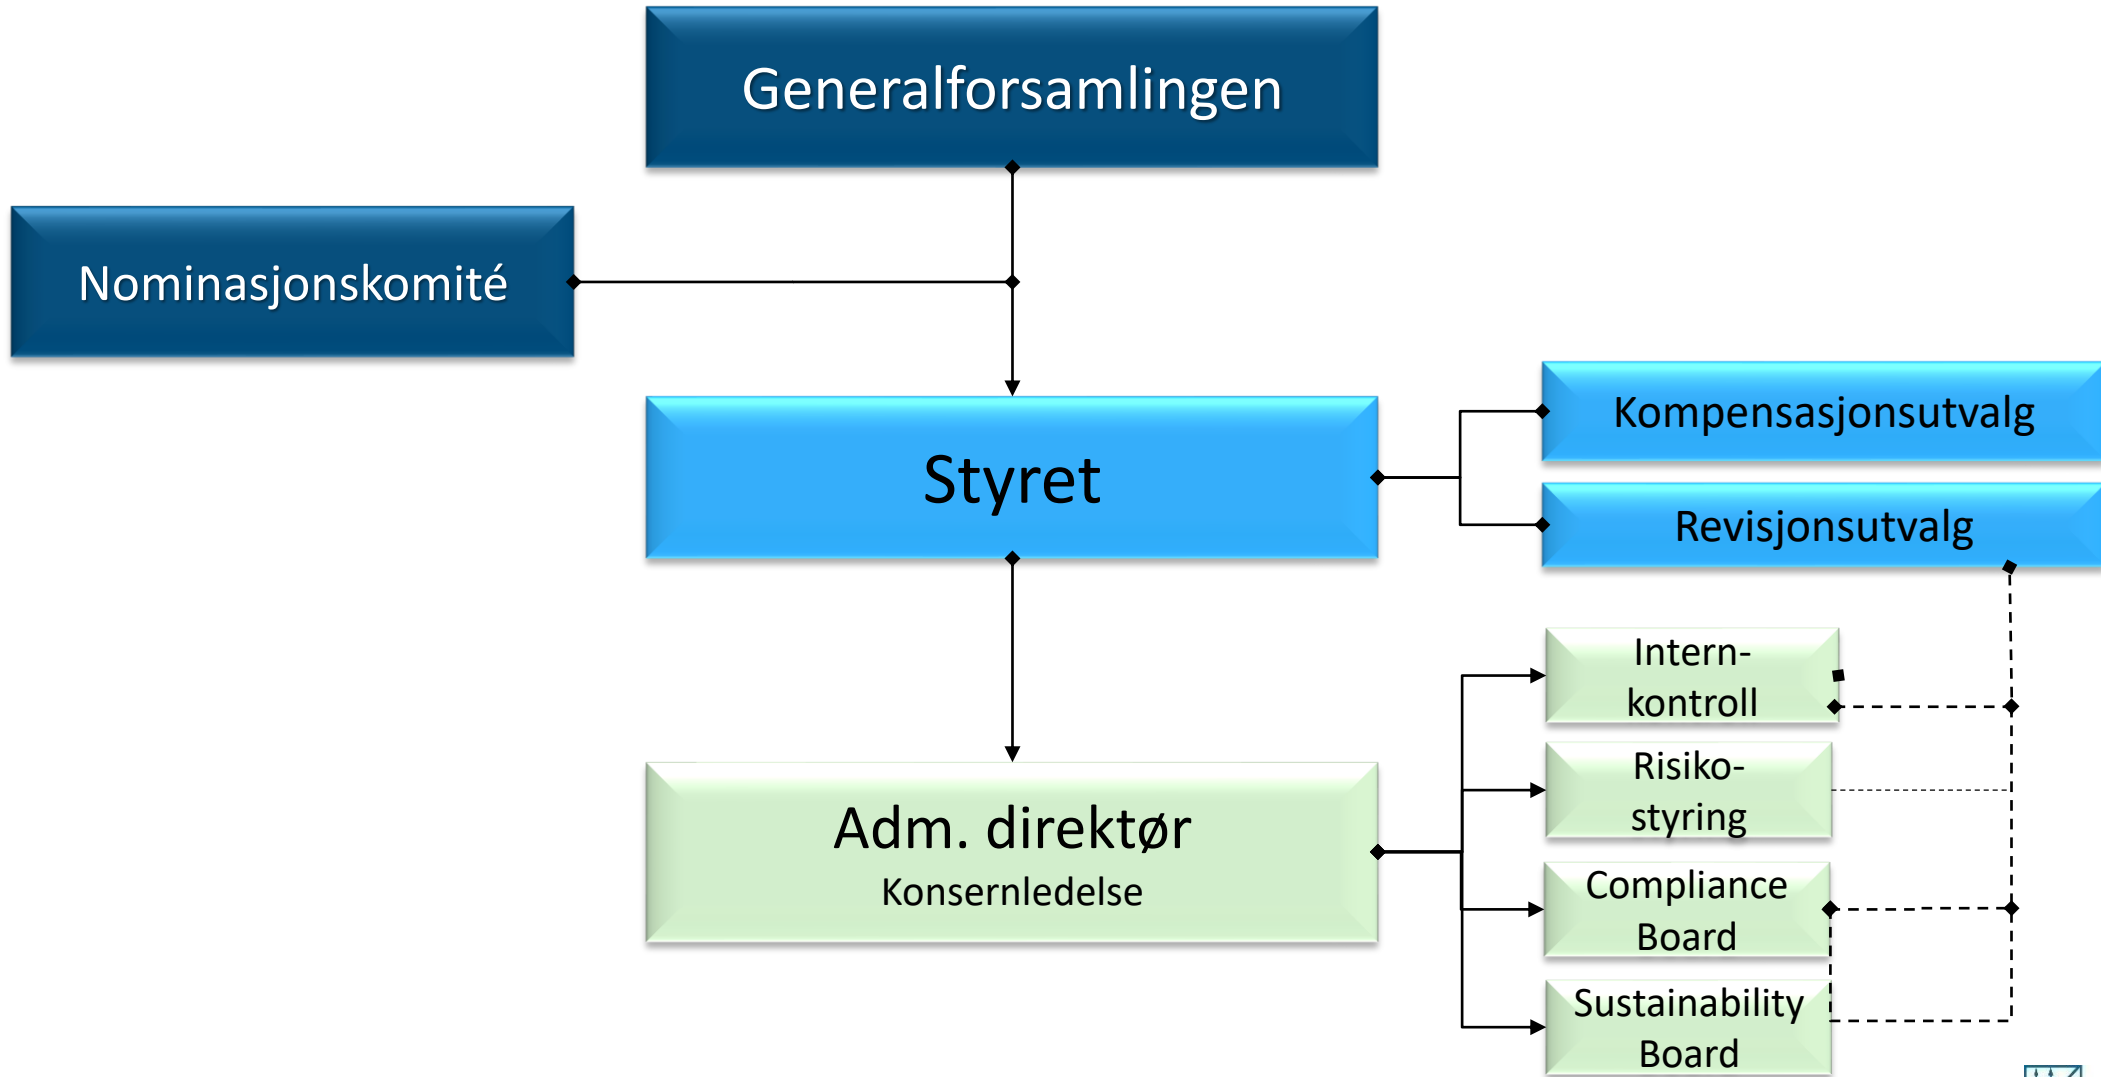 Generalforsamlingen
Nominasjonskomité
Kompensasjonsutvalg
Styret
Revisjonsutvalg
Intern-
kontroll
Risiko-
styring
Adm. direktør
Konsernledelse
Compliance
Board
Sustainability
Board